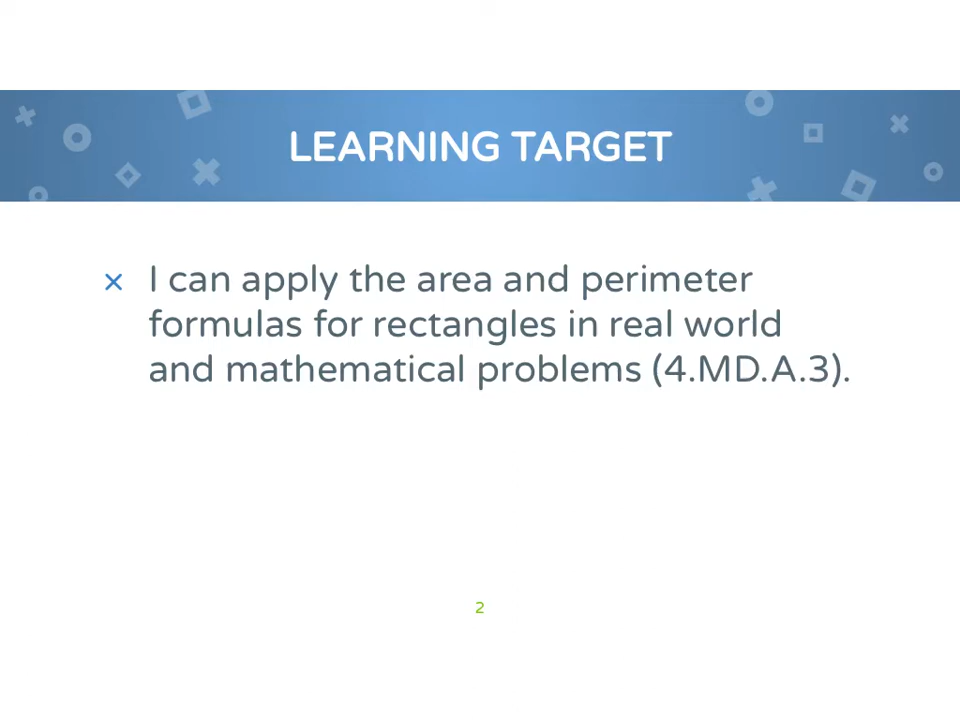 LEARNING TARGET
I can apply the area and perimeter
formulas for rectangles in real world
and mathematical problems (4.MD.A.3).
2